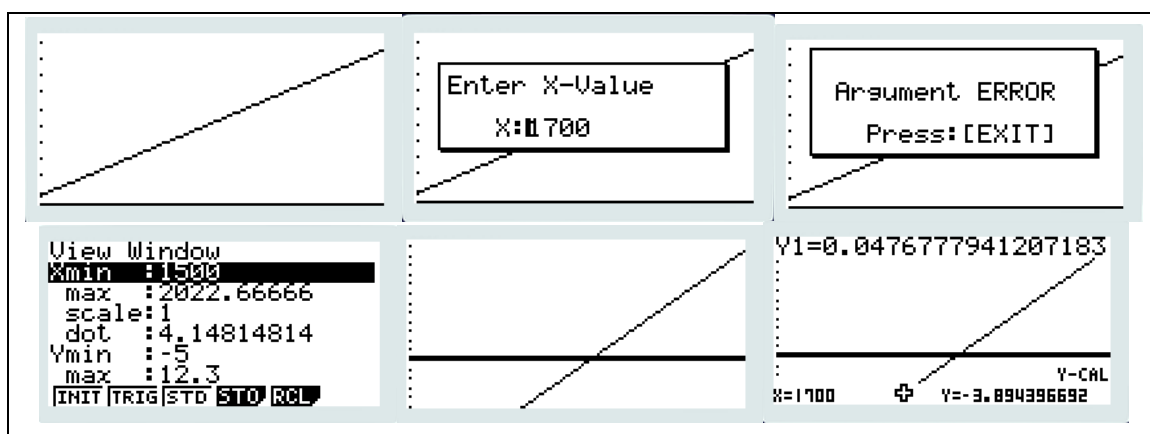 Enter X-Value
X:1700
Argument ERROR
Press:[EXIT]
View Window
Xmin :1500
max :2022.66666
scale:1
dot :4.14814814
Ymin :-5
max :12.3
INIT TRIG STD STO RCL
Y1=0.0476777941207183
Y-CAL
X=1700 Y=-3.894396692